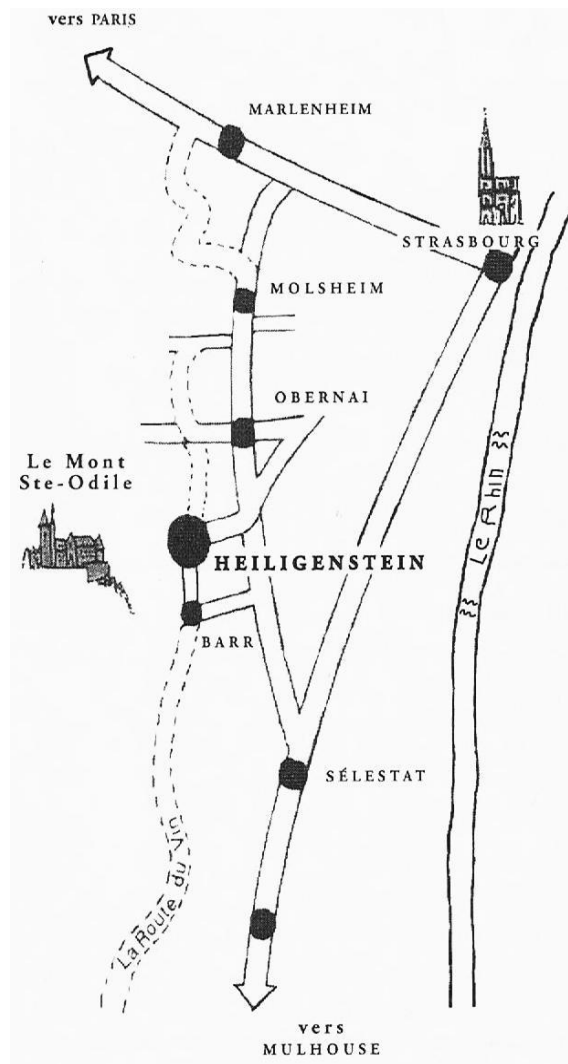 vers PARIS
MARLENHEIM
STRASBOURG
MOLSHEIM
OBERNAI
Le Mont
Ste-Odile
Le Rhin
HEILIGENSTEIN
BARR
SÉLESTAT
La Route du Vin
vers
MULHOUSE